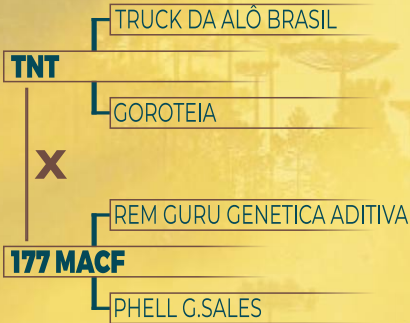 TRUCK DA ALÔ BRASIL
TNT
GOROTEIA
X
REM GURU GENETICA ADITIVA
177 MACF
PHELL G.SALES